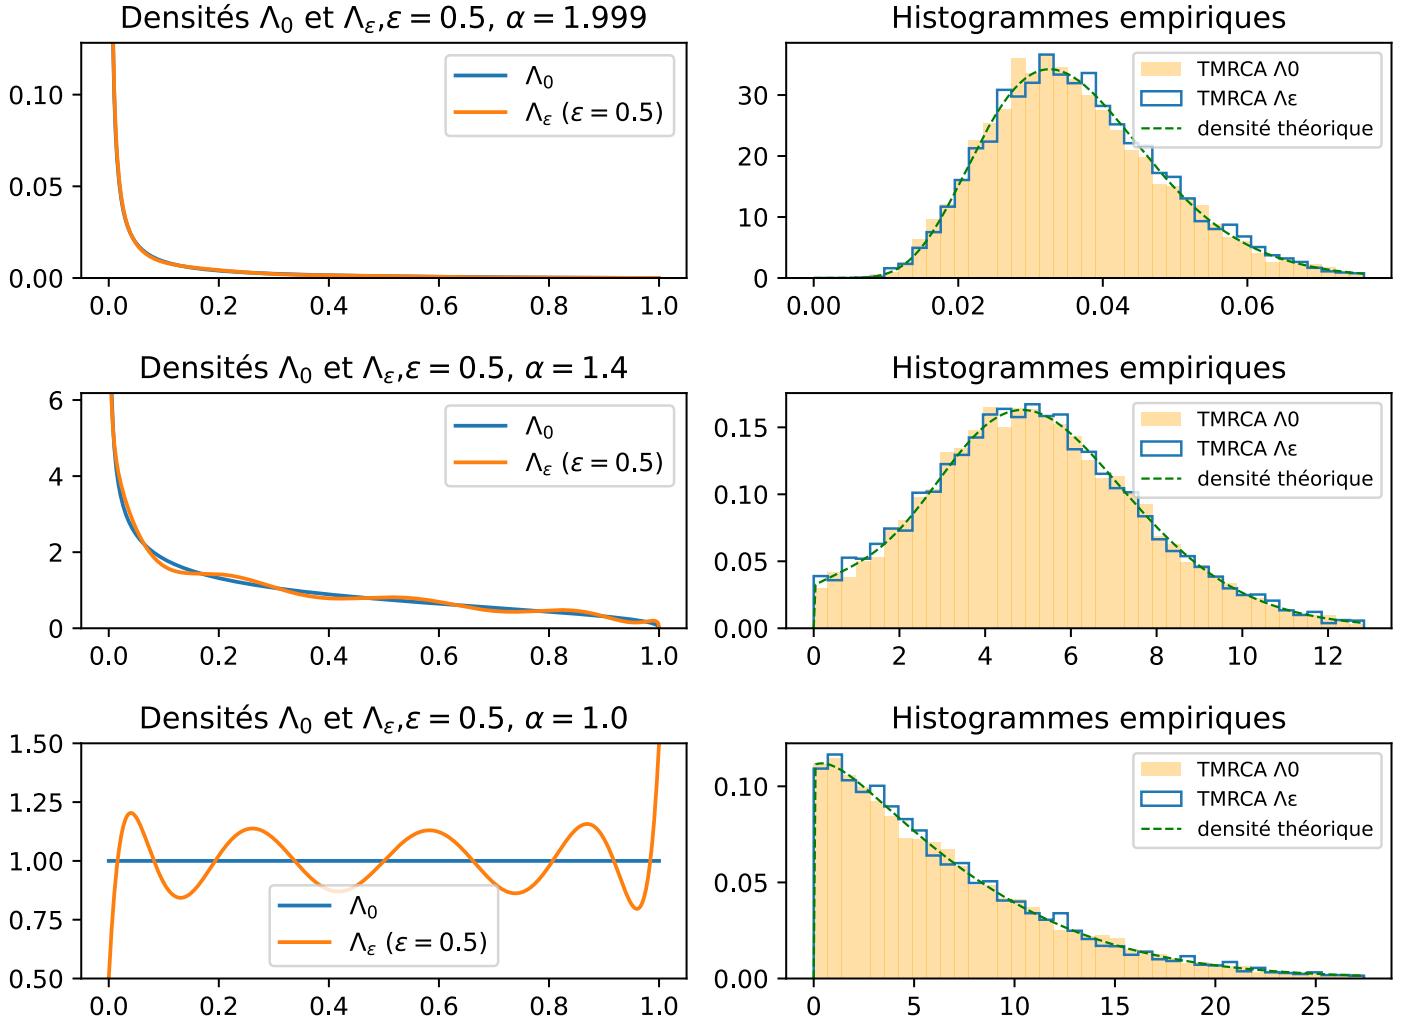 Densités Λ₀ et Λ_ε,ε = 0.5, α = 1.999
0.10
0.05
0.00
0.0 0.2 0.4 0.6 0.8 1.0
Λ₀
Λ_ε (ε = 0.5)
Histogrammes empiriques
30
20
10
0
0.00 0.02 0.04 0.06
TMRCA Λ0
TMRCA Λε
densité théorique
Densités Λ₀ et Λ_ε,ε = 0.5, α = 1.4
6
4
2
0
0.0 0.2 0.4 0.6 0.8 1.0
Λ₀
Λ_ε (ε = 0.5)
Histogrammes empiriques
0.15
0.10
0.05
0.00
0 2 4 6 8 10 12
TMRCA Λ0
TMRCA Λε
densité théorique
Densités Λ₀ et Λ_ε,ε = 0.5, α = 1.0
1.50
1.25
1.00
0.75
0.50
0.0 0.2 0.4 0.6 0.8 1.0
Λ₀
Λ_ε (ε = 0.5)
Histogrammes empiriques
0.10
0.05
0.00
0 5 10 15 20 25
TMRCA Λ0
TMRCA Λε
densité théorique